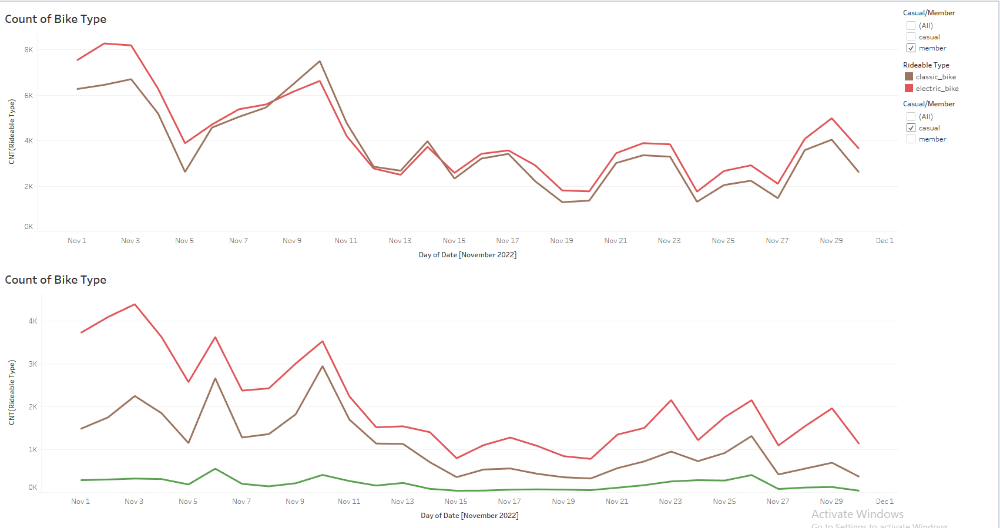 Count of Bike Type
8K
6K
4K
2K
0K
CNT(Rideable Type)
Nov 1 Nov 3 Nov 5 Nov 7 Nov 9 Nov 11 Nov 13 Nov 15 Nov 17 Nov 19 Nov 21 Nov 23 Nov 25 Nov 27 Nov 29 Dec 1
Day of Date [November 2022]
Casual/Member
(All)
casual
member
Rideable Type
classic_bike
electric_bike
Casual/Member
(All)
casual
member
Count of Bike Type
4K
3K
2K
1K
0K
CNT(Rideable Type)
Nov 1 Nov 3 Nov 5 Nov 7 Nov 9 Nov 11 Nov 13 Nov 15 Nov 17 Nov 19 Nov 21 Nov 23 Nov 25 Nov 27 Nov 29 Dec 1
Day of Date [November 2022]
Activate Windows
Go to Settings to activate Windows